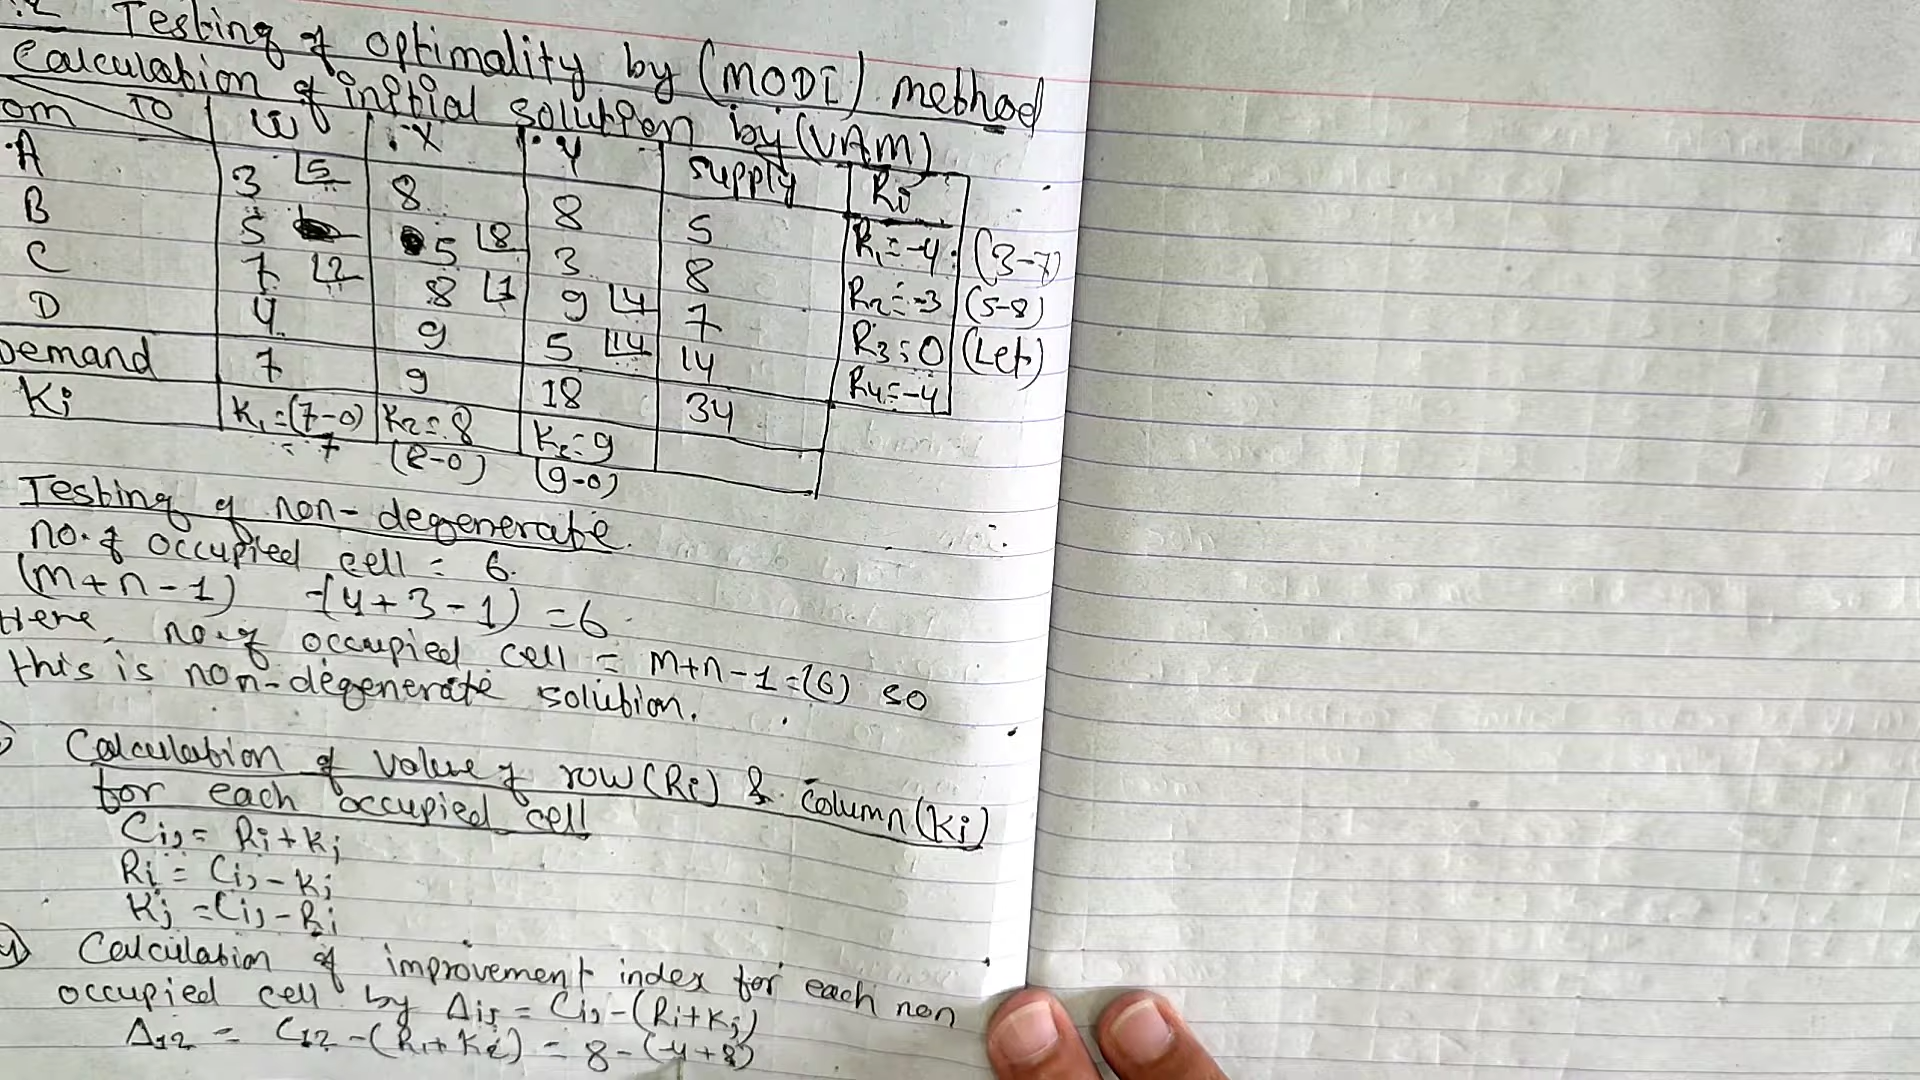 Testing of optimality by (MODI) method
Calculation of initial solution by (VAM)
om TO W X Y supply Ri
A 3 5 8 8 5 R1=-4 (3-7)
B 5 5 8 3 8 R2=-3 (5-8)
C 7 2 8 1 9 4 7 R3=0 (Let)
D 4 9 5 14 14 R4=-4
Demand 7 9 18 34
Kj K1=(7-0) K2=8 K3=9
=7 (8-0) (9-0)
Testing of non-degenerate.
no. of occupied cell = 6.
(m+n-1) -(4+3-1) =6.
Here, no. of occupied cell = m+n-1=(6) so
this is non-degenerate solution.
Calculation of value of row (Ri) & column (Kj)
for each occupied cell
Cij = Ri+Kj
Ri = Cij-Kj
Kj =Cij-Ri
Calculation of improvement index for each non
occupied cell by Δij = Cij-(Ri+Kj)
Δ12 = C12-(R1+K2) = 8-(-4+8)